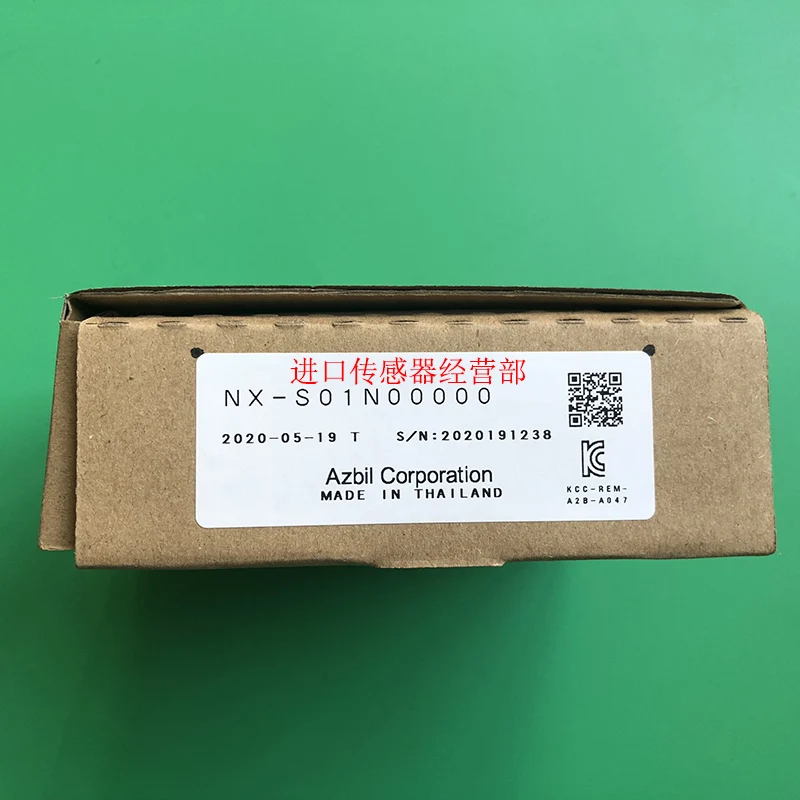 进口传感器经营部
NX-S01N00000
2020-05-19 T S/N:2020191238
Azbil Corporation
MADE IN THAILAND
KCC-REM-
A2B-A047